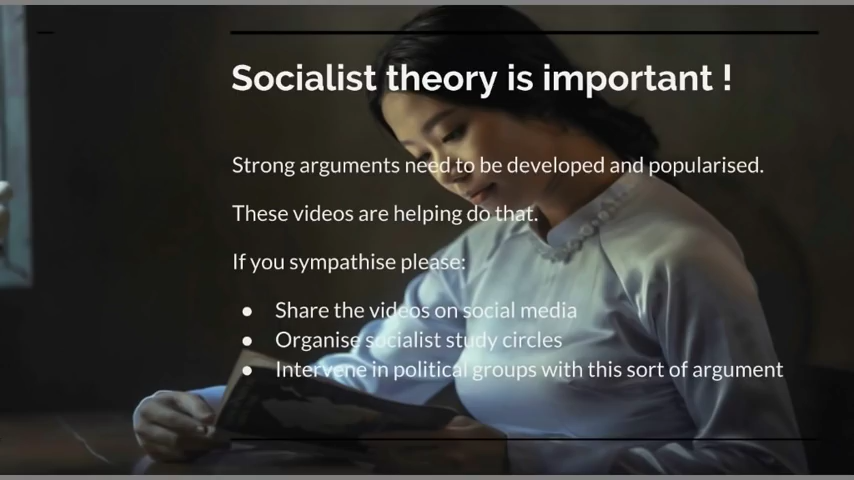 Socialist theory is important !
Strong arguments need to be developed and popularised.
These videos are helping do that.
If you sympathise please:
● Share the videos on social media
● Organise socialist study circles
● Intervene in political groups with this sort of argument